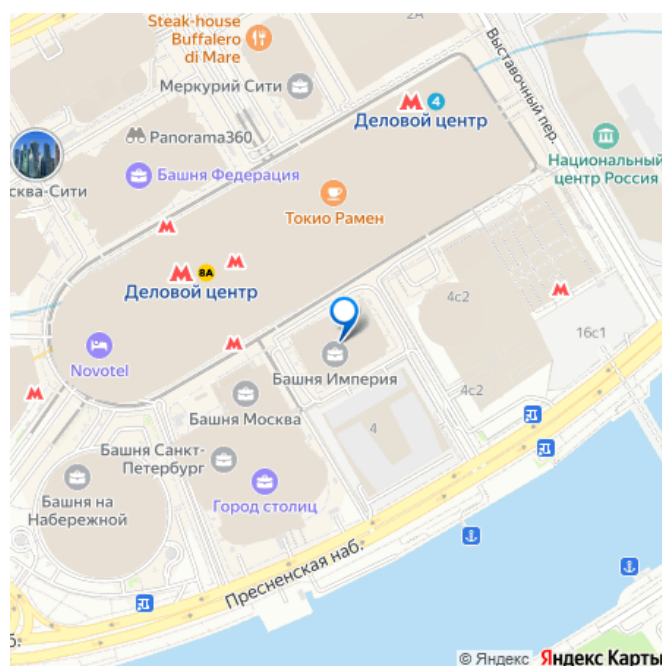 Steak-house
Buffalero
di Mare
2А
Меркурий Сити
Выставочный пер.
4
Деловой центр
Panorama360
Национальный
центр Россия
сква-Сити
Башня Федерация
Токио Рамен
8А
Деловой центр
4с2
16с1
Novotel
Башня Империя
4с2
Башня Москва
4
Башня Санкт-
Петербург
Башня на
Набережной
Город столиц
Пресненская наб.
б.
© Яндекс Яндекс Карты